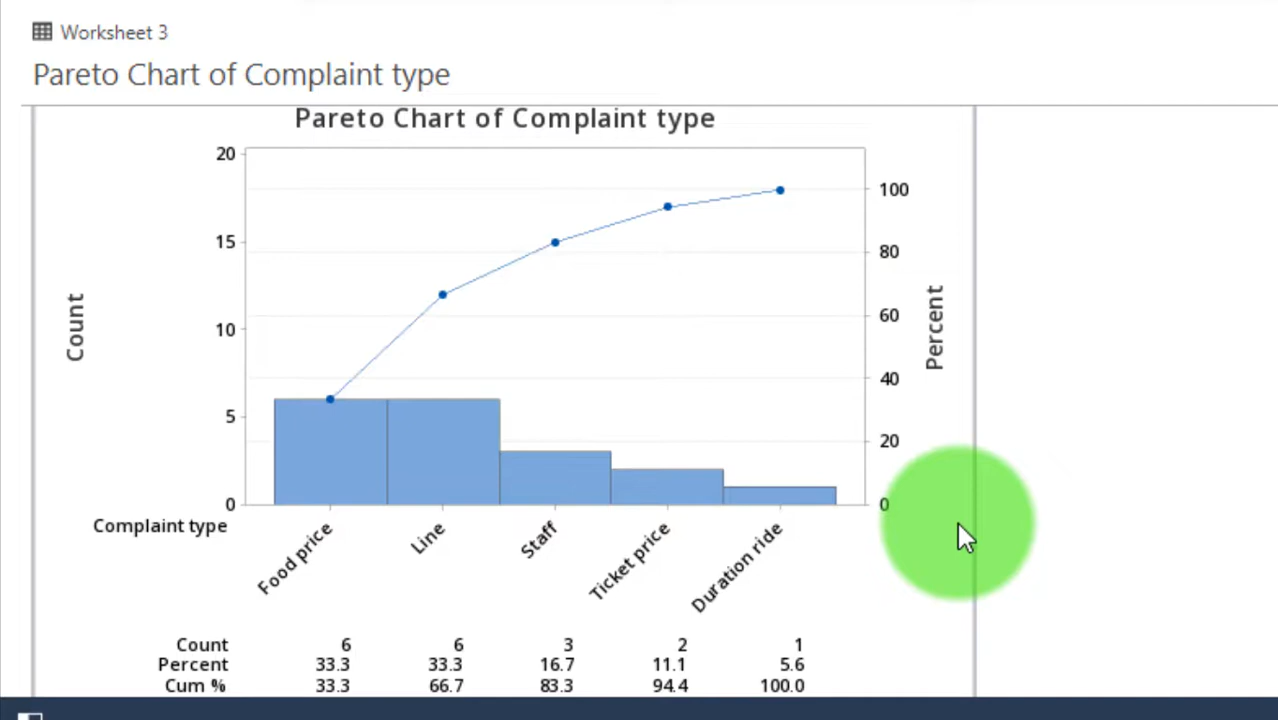 Worksheet 3
Pareto Chart of Complaint type
Pareto Chart of Complaint type
20
15
10
5
0
Count
100
80
60
40
20
0
Percent
Complaint type
Food price
Line
Staff
Ticket price
Duration ride
Count 6 6 3 2 1
Percent 33.3 33.3 16.7 11.1 5.6
Cum % 33.3 66.7 83.3 94.4 100.0